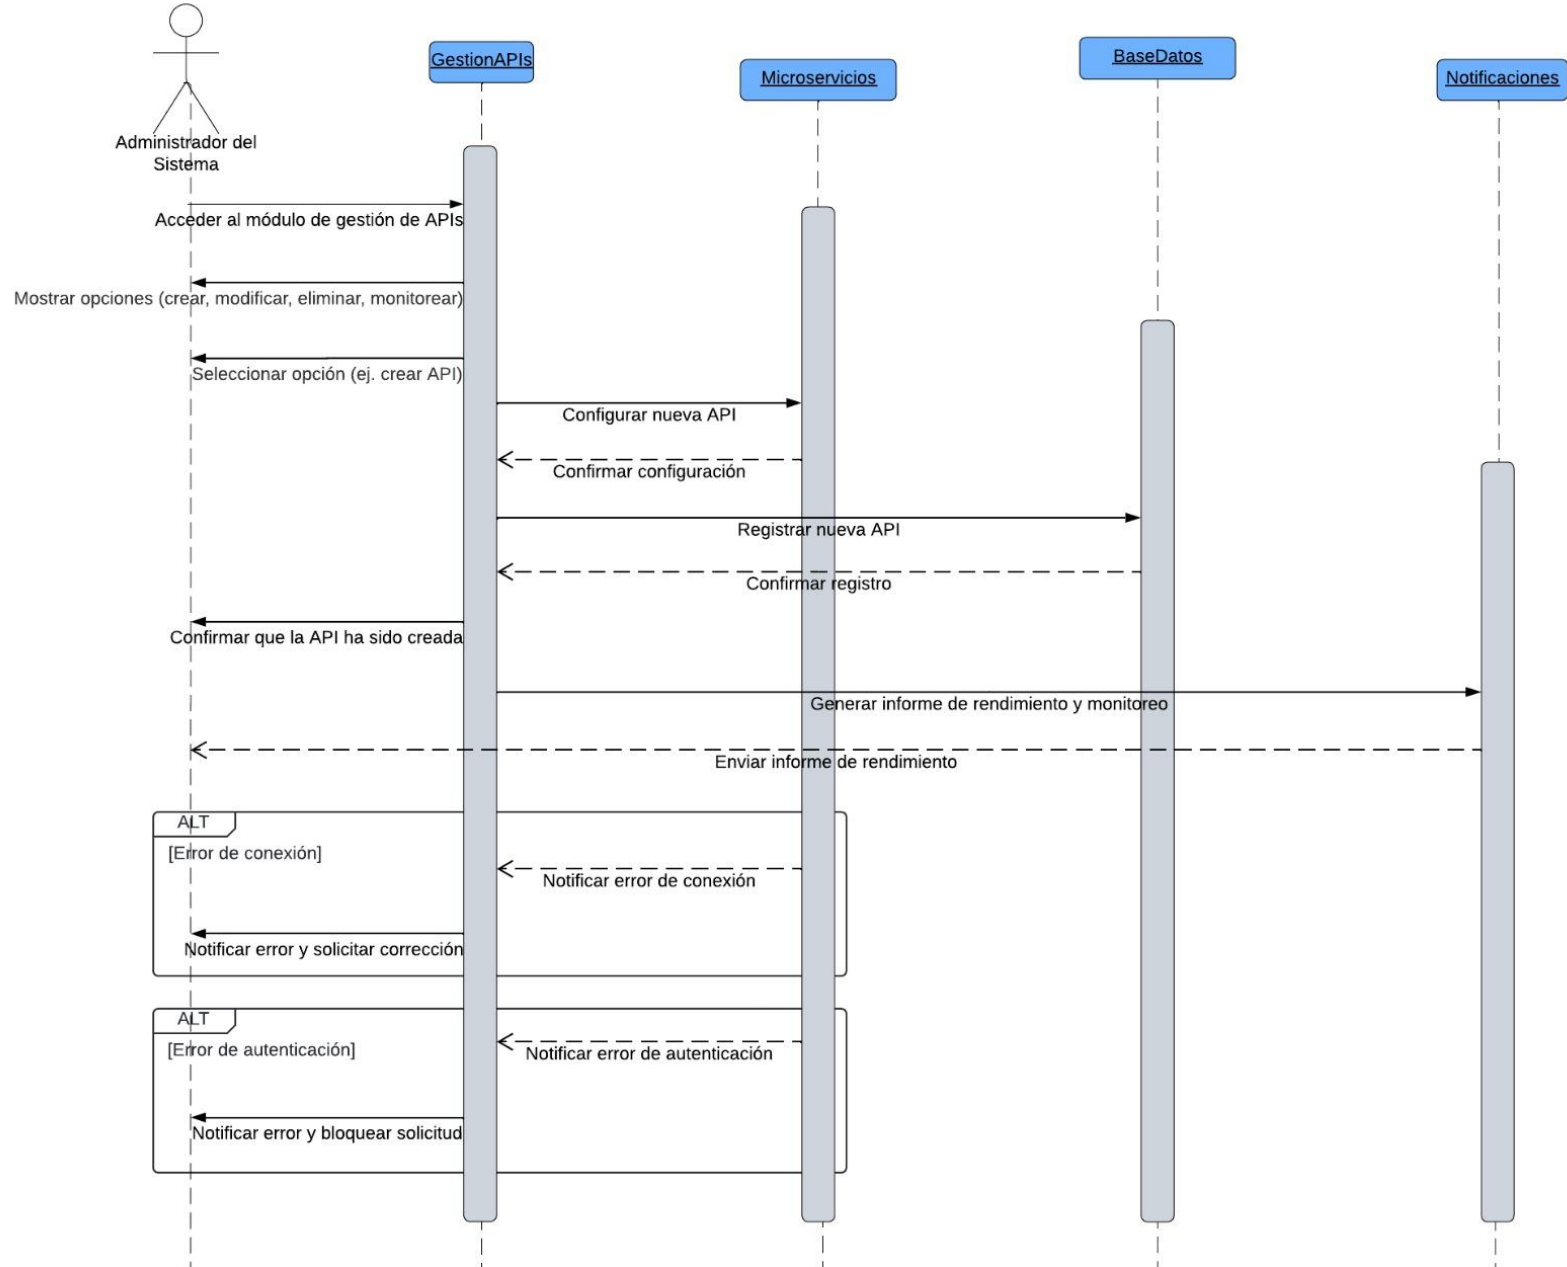 GestionAPIs
Microservicios
BaseDatos
Notificaciones
Administrador del
Sistema
Acceder al módulo de gestión de APIs
Mostrar opciones (crear, modificar, eliminar, monitorear)
Seleccionar opción (ej. crear API)
Configurar nueva API
Confirmar configuración
Registrar nueva API
Confirmar registro
Confirmar que la API ha sido creada
Generar informe de rendimiento y monitoreo
Enviar informe de rendimiento
ALT
[Error de conexión]
Notificar error de conexión
Notificar error y solicitar corrección
ALT
[Error de autenticación]
Notificar error de autenticación
Notificar error y bloquear solicitud